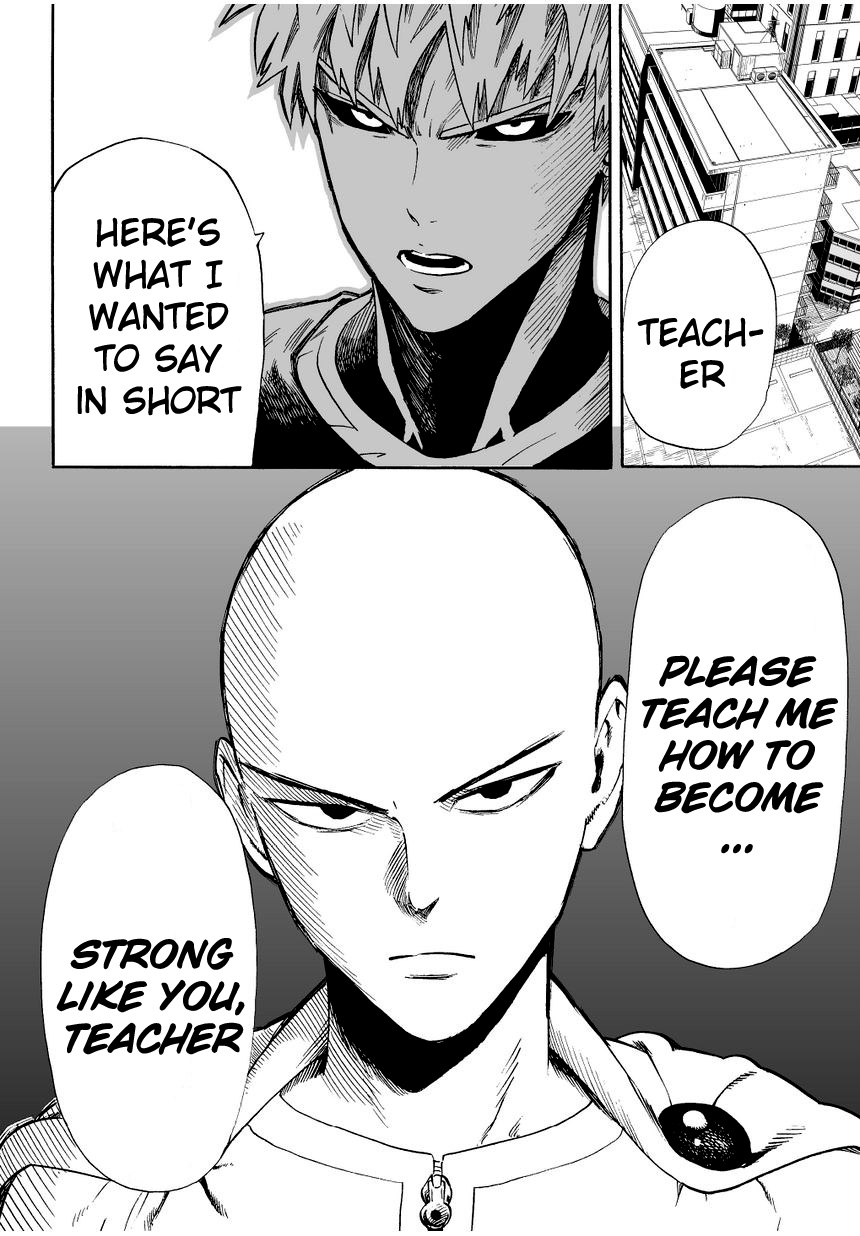 TEACH-
ER
HERE'S
WHAT I
WANTED
TO SAY
IN SHORT
PLEASE
TEACH ME
HOW TO
BECOME
...
STRONG
LIKE YOU,
TEACHER